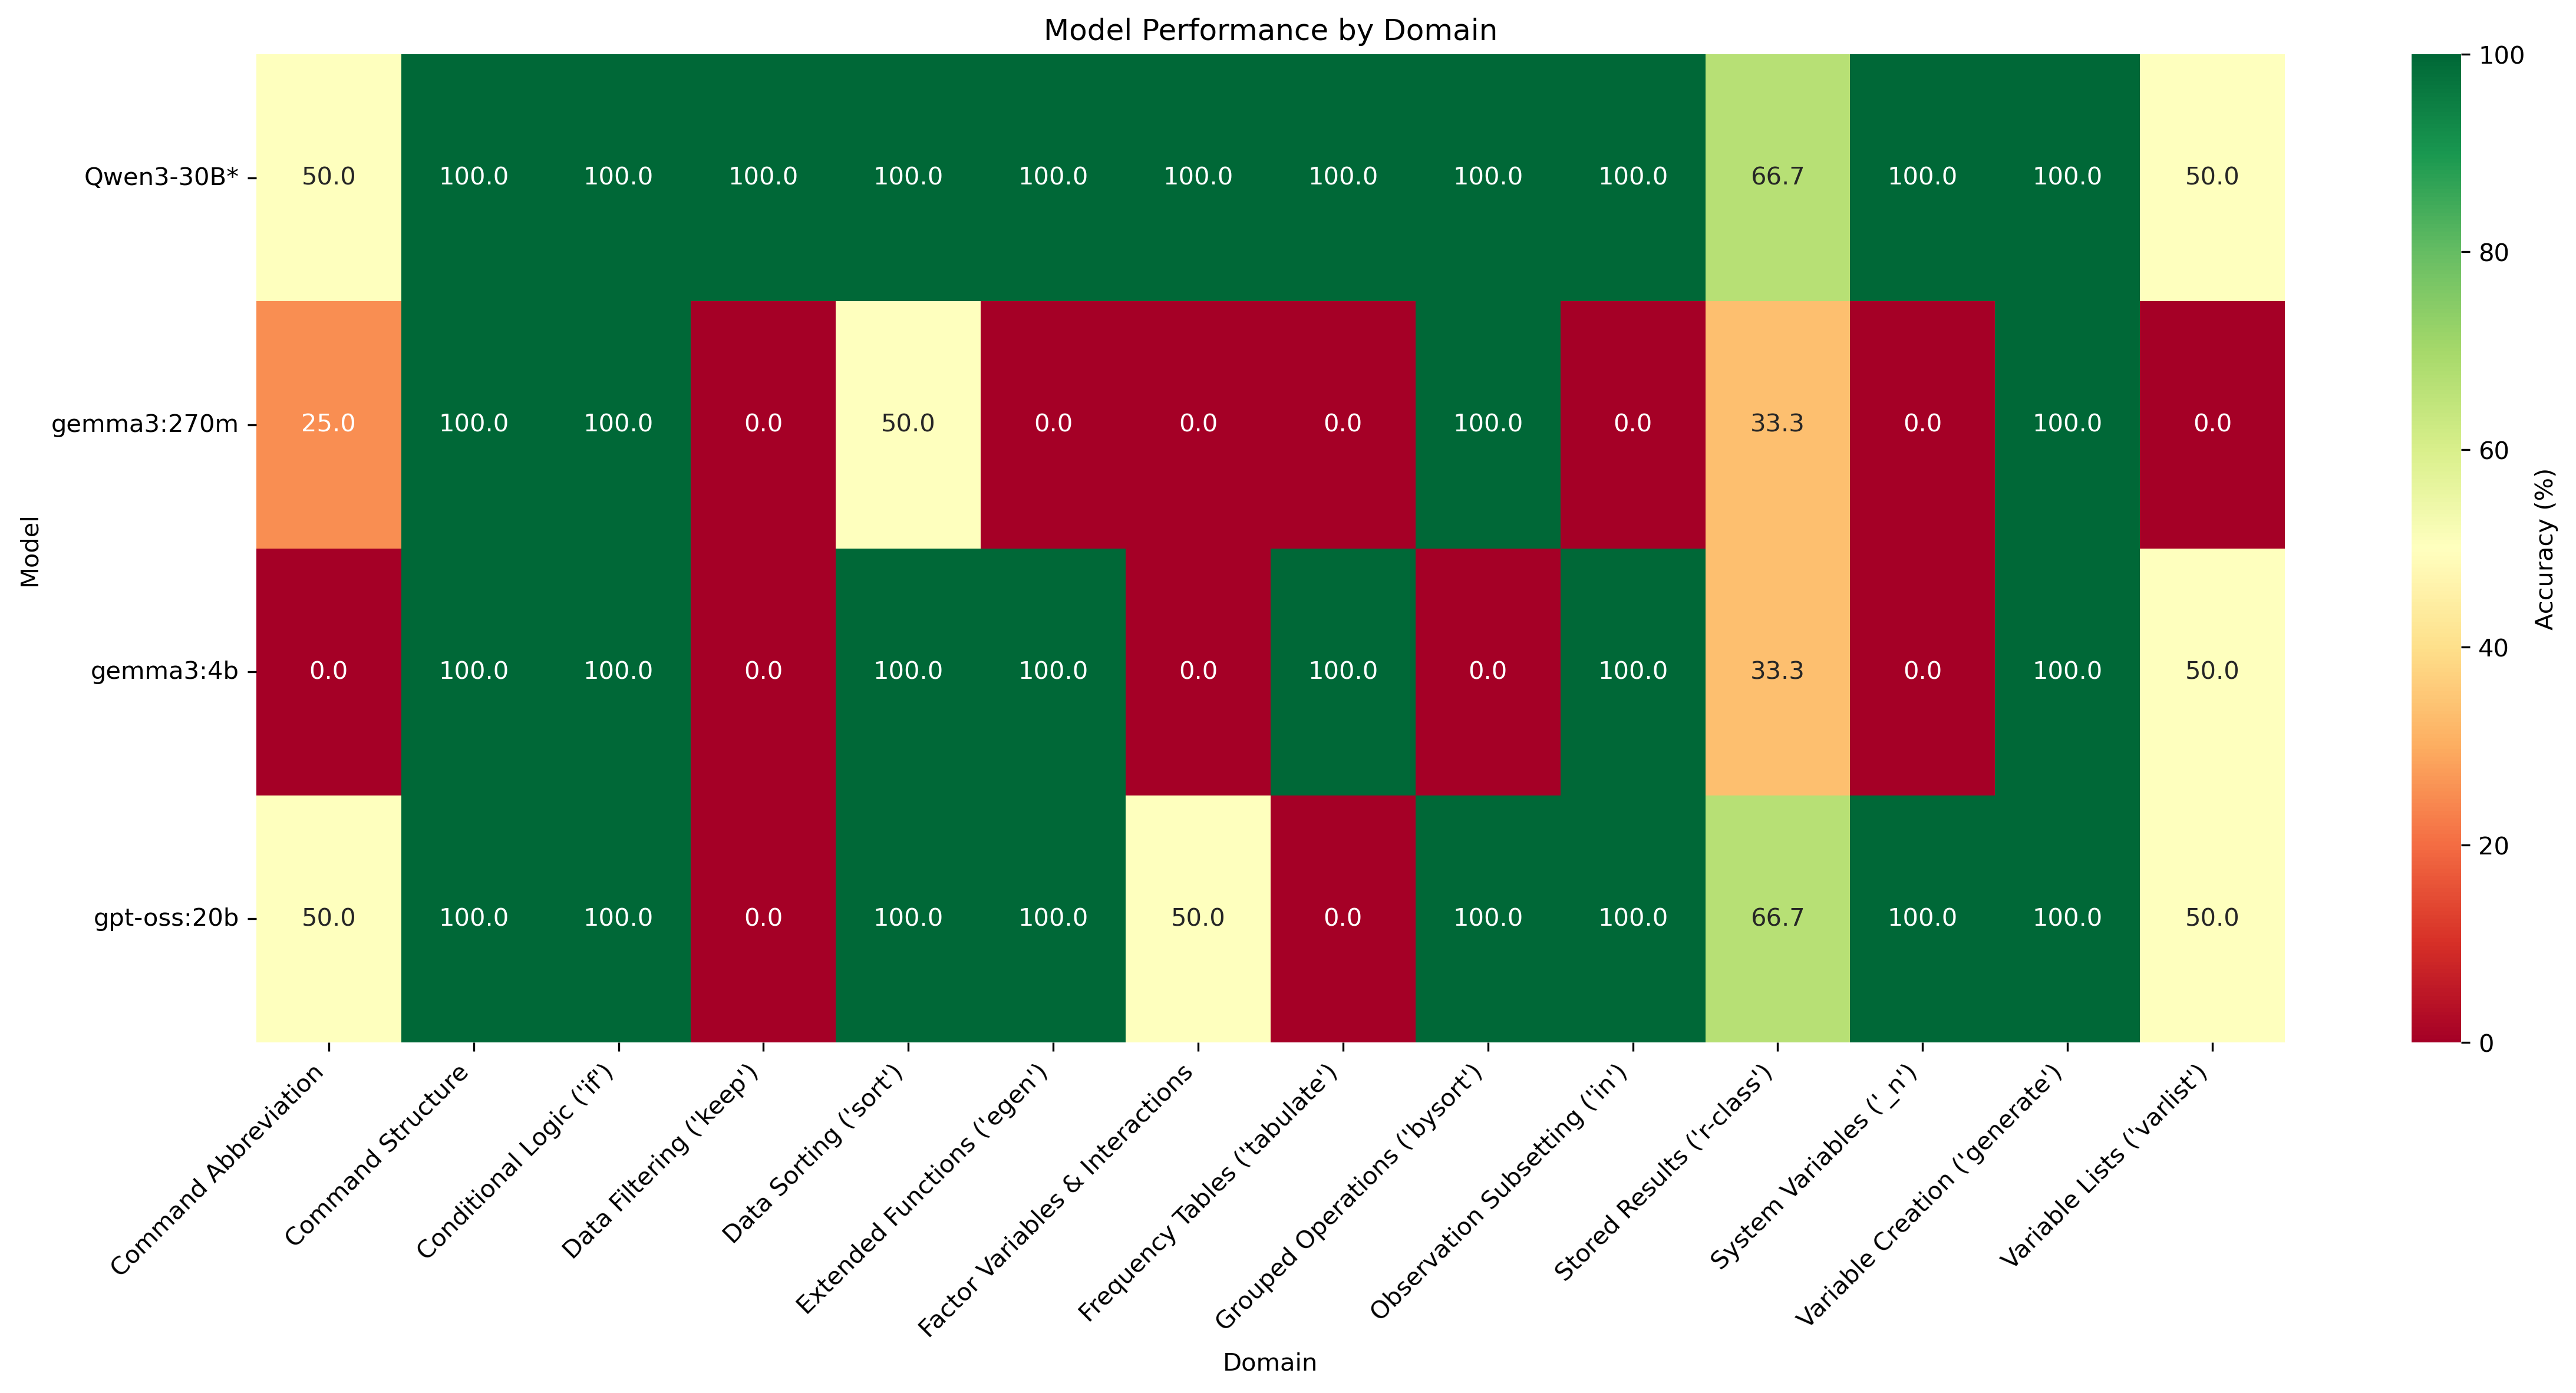 Model Performance by Domain
Model
Qwen3-30B* 50.0 100.0 100.0 100.0 100.0 100.0 100.0 100.0 100.0 100.0 66.7 100.0 100.0 50.0
gemma3:270m 25.0 100.0 100.0 0.0 50.0 0.0 0.0 0.0 100.0 0.0 33.3 0.0 100.0 0.0
gemma3:4b 0.0 100.0 100.0 0.0 100.0 100.0 0.0 100.0 0.0 100.0 33.3 0.0 100.0 50.0
gpt-oss:20b 50.0 100.0 100.0 0.0 100.0 100.0 50.0 0.0 100.0 100.0 66.7 100.0 100.0 50.0
Command Abbreviation
Command Structure
Conditional Logic ('if')
Data Filtering ('keep')
Data Sorting ('sort')
Extended Functions ('egen')
Factor Variables & Interactions
Frequency Tables ('tabulate')
Grouped Operations ('bysort')
Observation Subsetting ('in')
Stored Results ('r-class')
System Variables ('_n')
Variable Creation ('generate')
Variable Lists ('varlist')
Domain
100
80
60
40
20
0
Accuracy (%)